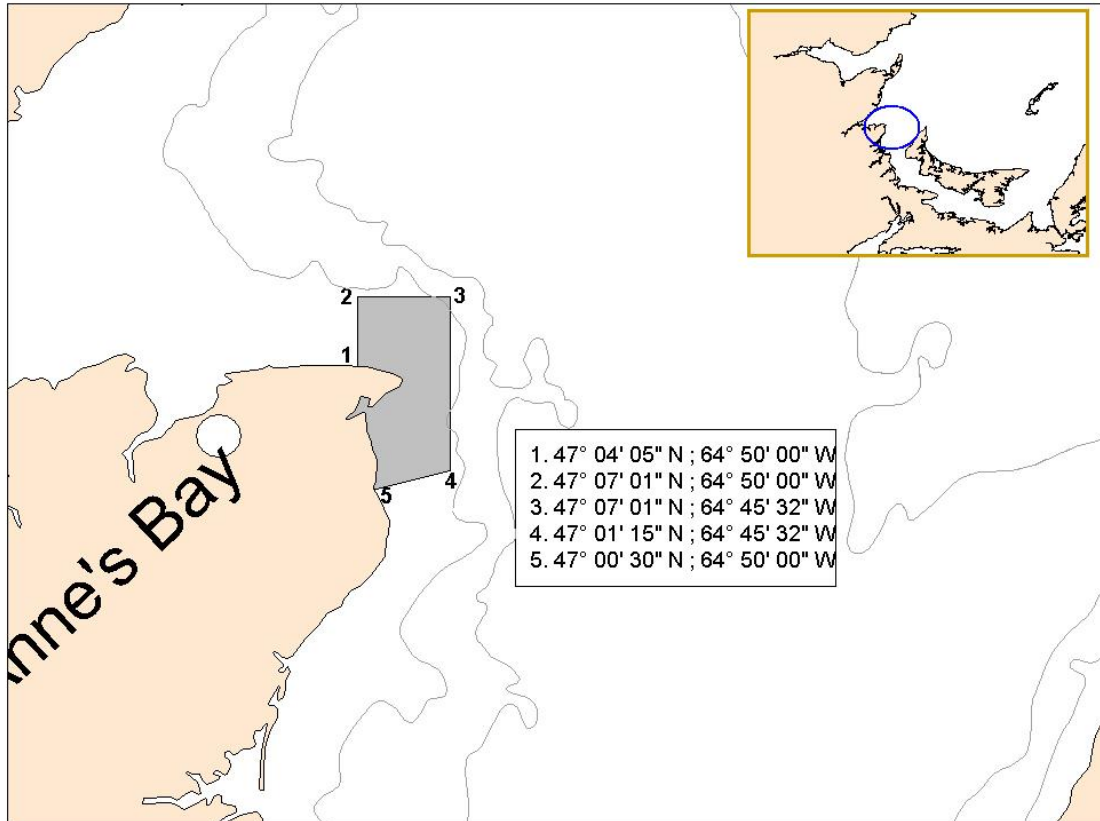 2
3
1
4
5
1. 47° 04' 05" N ; 64° 50' 00" W
2. 47° 07' 01" N ; 64° 50' 00" W
3. 47° 07' 01" N ; 64° 45' 32" W
4. 47° 01' 15" N ; 64° 45' 32" W
5. 47° 00' 30" N ; 64° 50' 00" W
Anne's Bay